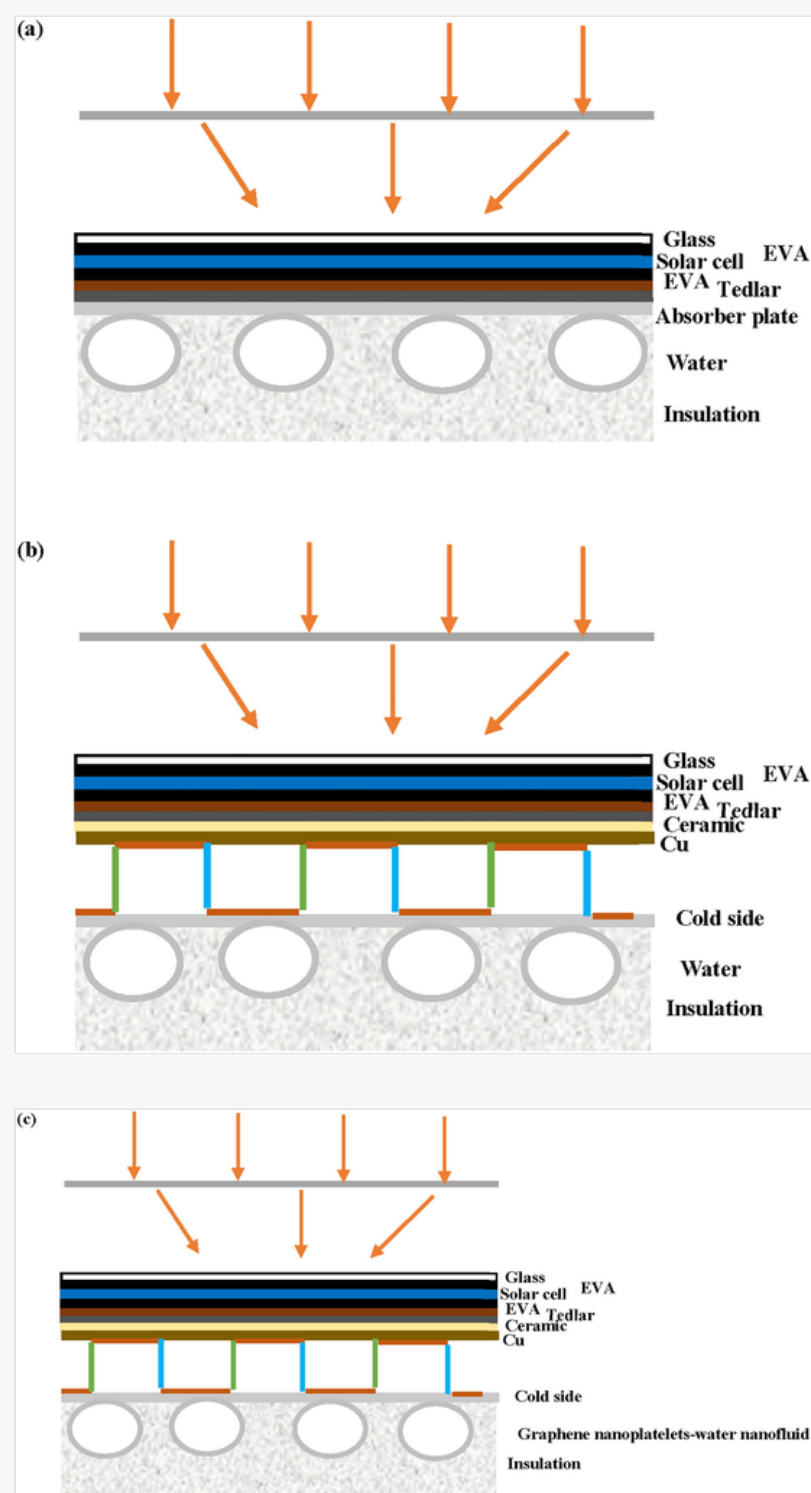 (a)
Glass
EVA
Solar cell
EVA
Tedlar
Absorber plate
Water
Insulation
(b)
Glass
EVA
Solar cell
EVA
Tedlar
Ceramic
Cu
Cold side
Water
Insulation
(c)
Glass
EVA
Solar cell
EVA
Tedlar
Ceramic
Cu
Cold side
Graphene nanoplatelets-water nanofluid
Insulation